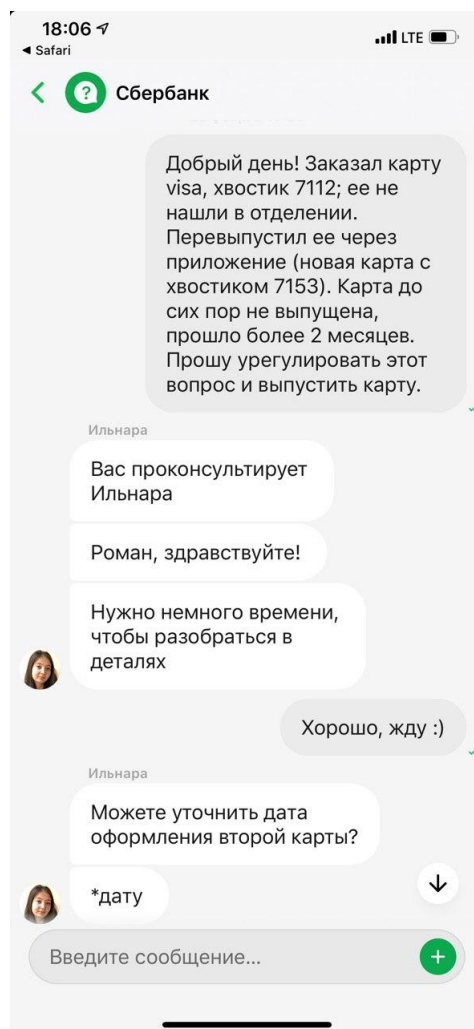 18:06
LTE
◄ Safari
Сбербанк
Добрый день! Заказал карту
visa, хвостик 7112; ее не
нашли в отделении.
Перевыпустил ее через
приложение (новая карта с
хвостиком 7153). Карта до
сих пор не выпущена,
прошло более 2 месяцев.
Прошу урегулировать этот
вопрос и выпустить карту.
Ильнара
Вас проконсультирует
Ильнара
Роман, здравствуйте!
Нужно немного времени,
чтобы разобраться в
деталях
Хорошо, жду :)
Ильнара
Можете уточнить дата
оформления второй карты?
*дату
Введите сообщение...